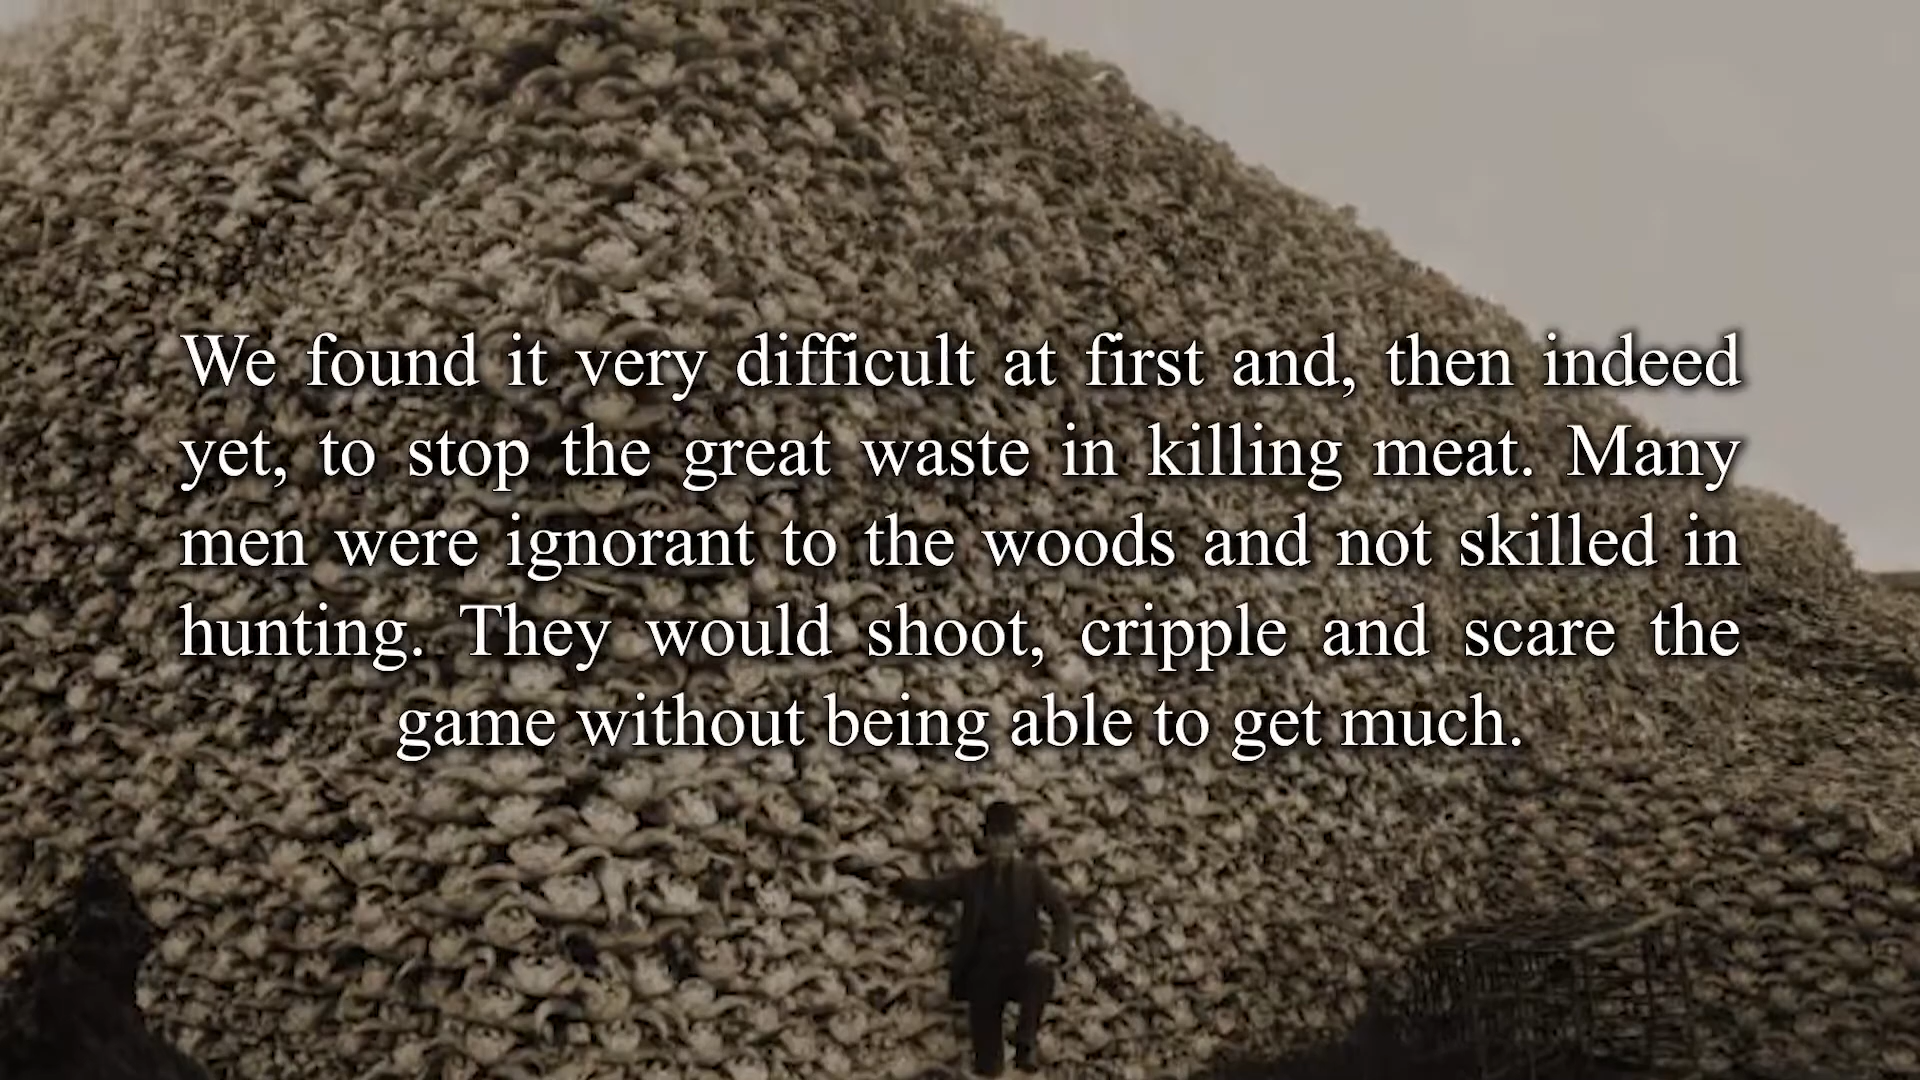 We found it very difficult at first and, then indeed
yet, to stop the great waste in killing meat. Many
men were ignorant to the woods and not skilled in
hunting. They would shoot, cripple and scare the
game without being able to get much.